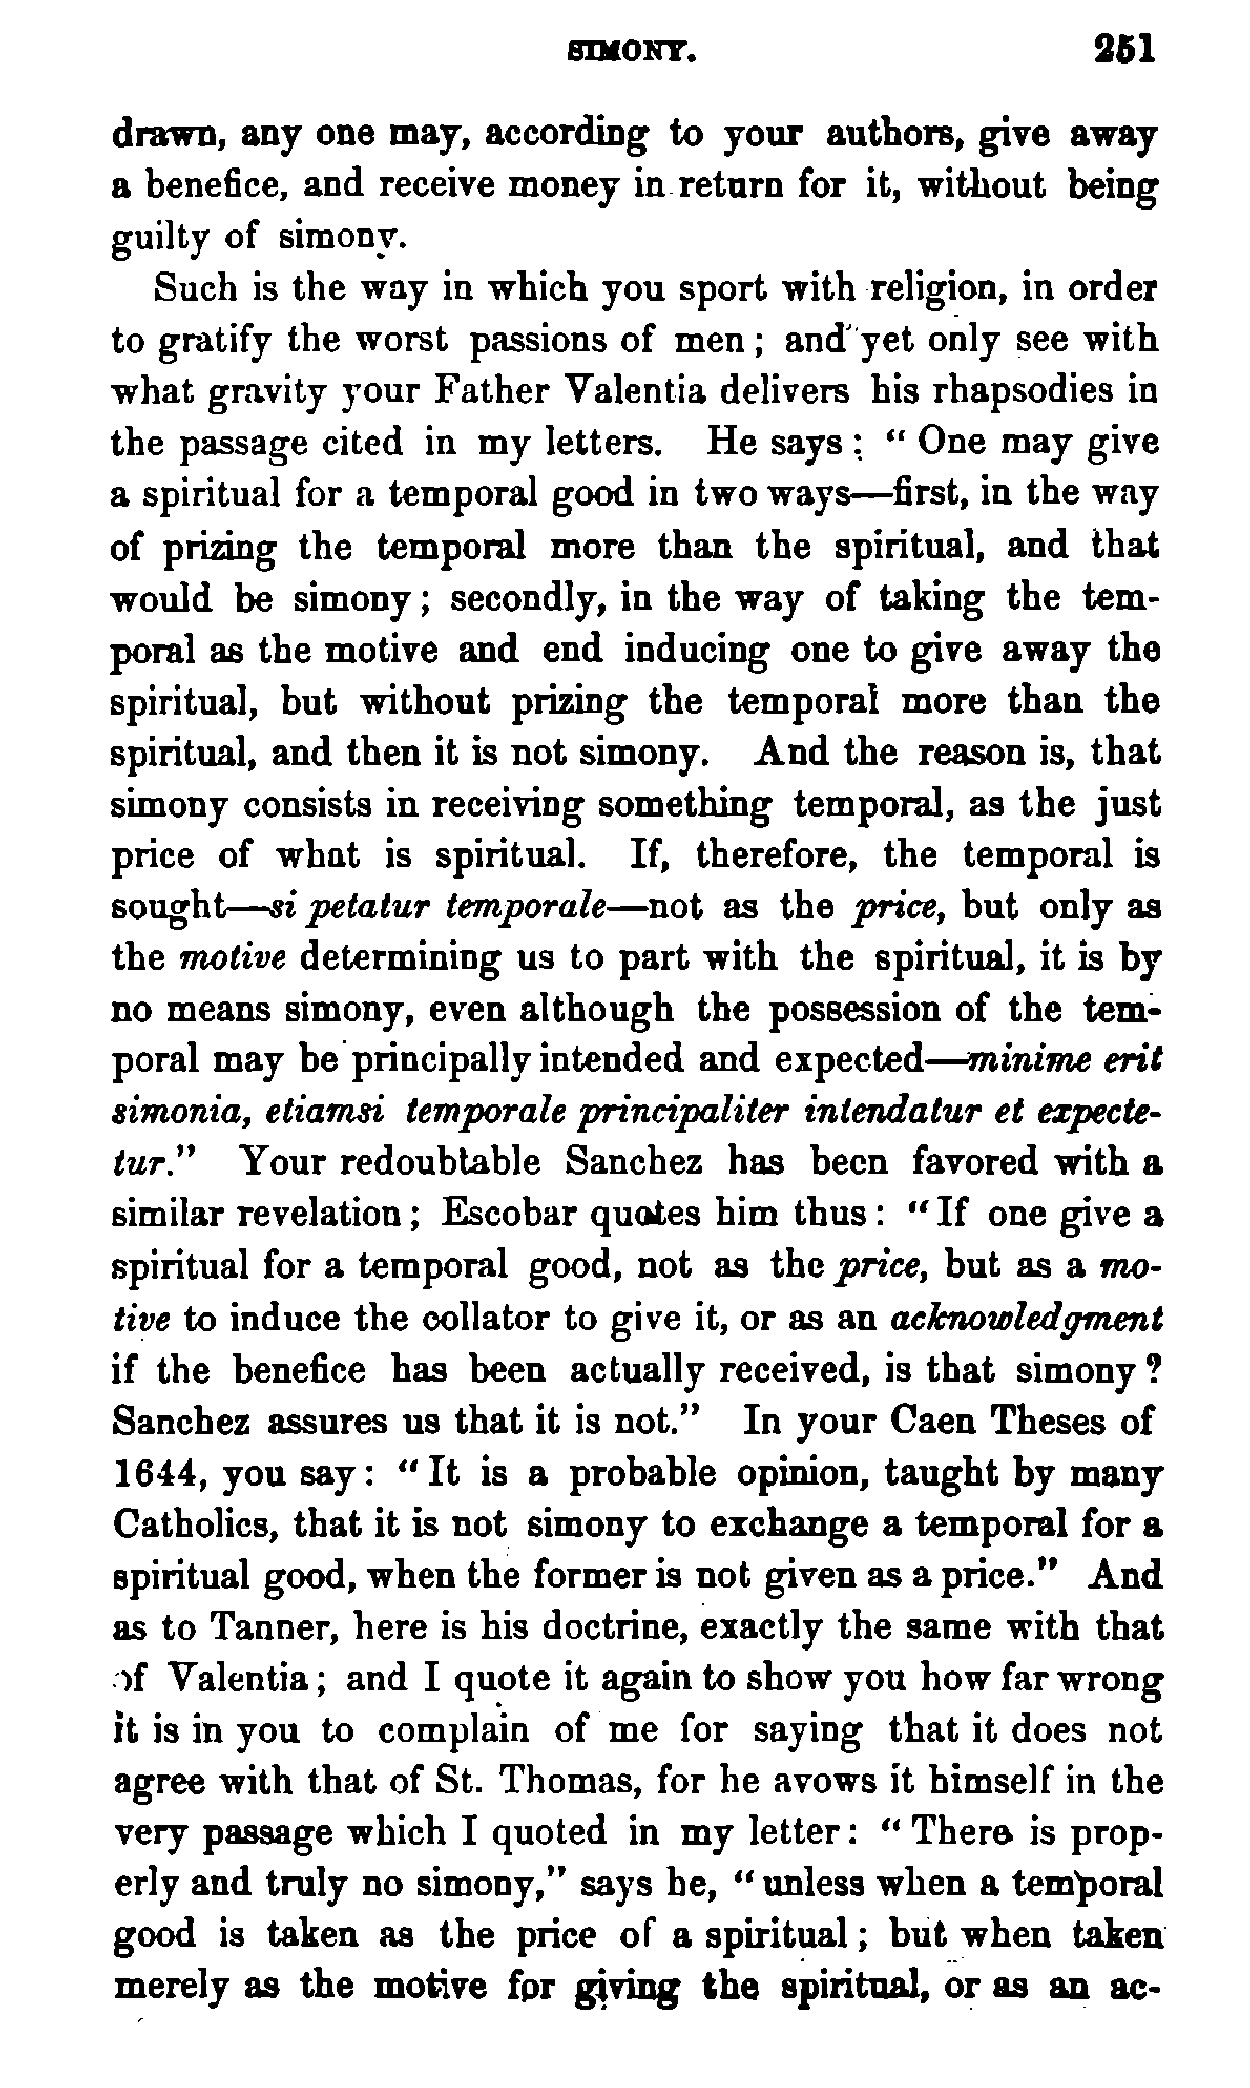 SIMONY. 251
drawn, any one may, according to your authors, give away
a benefice, and receive money in return for it, without being
guilty of simony.
Such is the way in which you sport with religion, in order
to gratify the worst passions of men; and yet only see with
what gravity your Father Valentia delivers his rhapsodies in
the passage cited in my letters. He says: "One may give
a spiritual for a temporal good in two ways—first, in the way
of prizing the temporal more than the spiritual, and that
would be simony; secondly, in the way of taking the tem-
poral as the motive and end inducing one to give away the
spiritual, but without prizing the temporal more than the
spiritual, and then it is not simony. And the reason is, that
simony consists in receiving something temporal, as the just
price of what is spiritual. If, therefore, the temporal is
sought—si petatur temporale—not as the price, but only as
the motive determining us to part with the spiritual, it is by
no means simony, even although the possession of the tem-
poral may be principally intended and expected—minime erit
simonia, etiamsi temporale principaliter intendatur et expecte-
tur." Your redoubtable Sanchez has been favored with a
similar revelation; Escobar quotes him thus: "If one give a
spiritual for a temporal good, not as the price, but as a mo-
tive to induce the collator to give it, or as an acknowledgment
if the benefice has been actually received, is that simony?
Sanchez assures us that it is not." In your Caen Theses of
1644, you say: "It is a probable opinion, taught by many
Catholics, that it is not simony to exchange a temporal for a
spiritual good, when the former is not given as a price." And
as to Tanner, here is his doctrine, exactly the same with that
of Valentia; and I quote it again to show you how far wrong
it is in you to complain of me for saying that it does not
agree with that of St. Thomas, for he avows it himself in the
very passage which I quoted in my letter: "There is prop-
erly and truly no simony," says he, "unless when a temporal
good is taken as the price of a spiritual; but when taken
merely as the motive for giving the spiritual, or as an ac-